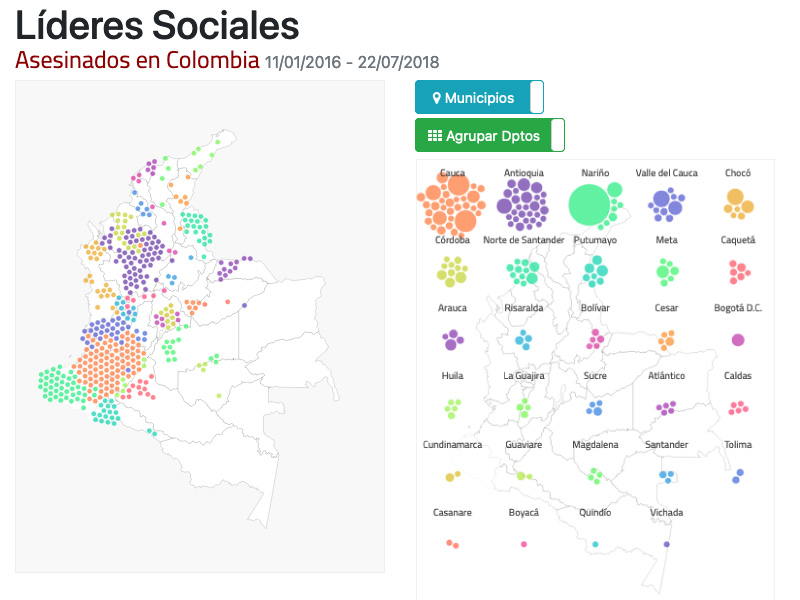 Líderes Sociales
Asesinados en Colombia 11/01/2016 - 22/07/2018
Municipios
Agrupar Dptos
Cauca Antioquia Nariño Valle del Cauca Chocó
Córdoba Norte de Santander Putumayo Meta Caquetá
Arauca Risaralda Bolívar Cesar Bogotá D.C.
Huila La Guajira Sucre Atlántico Caldas
Cundinamarca Guaviare Magdalena Santander Tolima
Casanare Boyacá Quindío Vichada